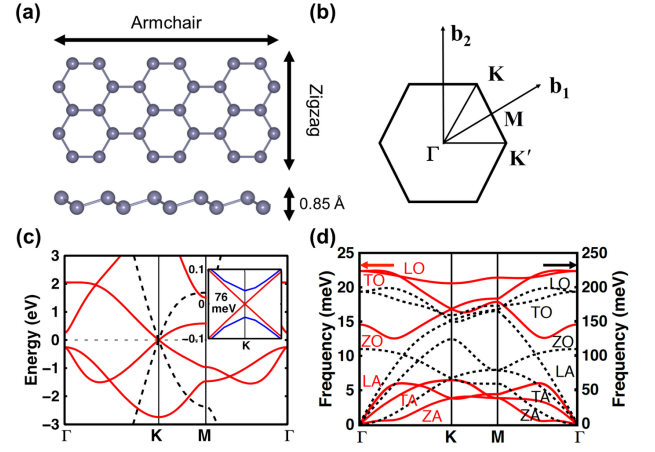 (a)
Armchair
Zigzag
0.85 Å
(b)
b₂
K
b₁
M
Γ
K′
(c)
Energy (eV)
3
2
1
0
−1
−2
−3
Γ
K
M
Γ
0.1
0
−0.1
76
meV
K
(d)
Frequency (meV)
25
20
15
10
5
0
LO
TO
ZO
LA
TA
ZA
LO
TO
ZO
LA
TA
ZA
Γ
K
M
Γ
250
200
150
100
50
0
Frequency (meV)